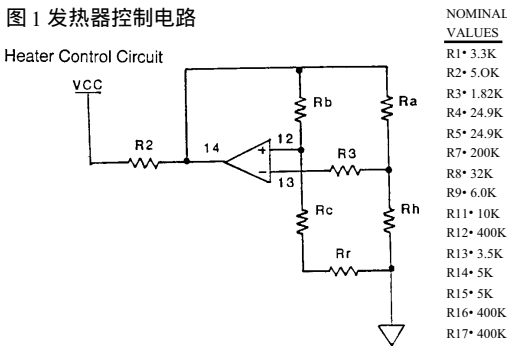 图 1 发热器控制电路
Heater Control Circuit
VCC
R2
14
12
13
+
−
Rb
Ra
R3
Rc
Rh
Rr
NOMINAL
VALUES
R1• 3.3K
R2• 5.OK
R3• 1.82K
R4• 24.9K
R5• 24.9K
R7• 200K
R8• 32K
R9• 6.0K
R11• 10K
R12• 400K
R13• 3.5K
R14• 5K
R15• 5K
R16• 400K
R17• 400K